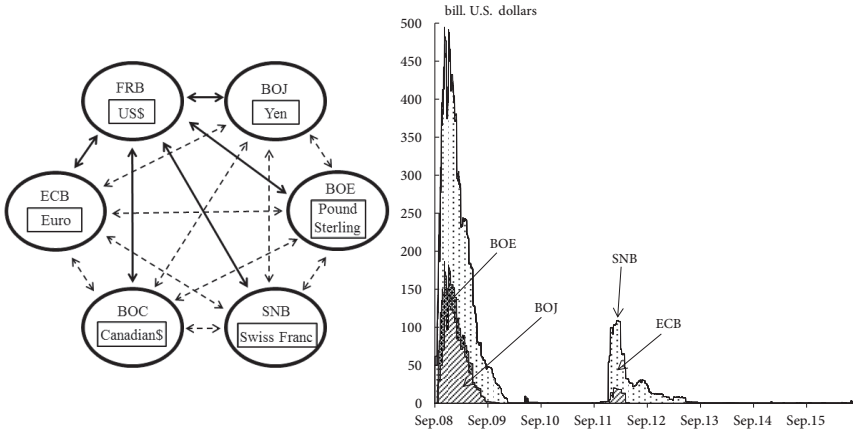 FRB
US$
BOJ
Yen
ECB
Euro
BOE
Pound
Sterling
BOC
Canadian$
SNB
Swiss Franc
bill. U.S. dollars
500
450
400
350
300
250
200
150
100
50
0
BOE
BOJ
SNB
ECB
Sep.08 Sep.09 Sep.10 Sep.11 Sep.12 Sep.13 Sep.14 Sep.15